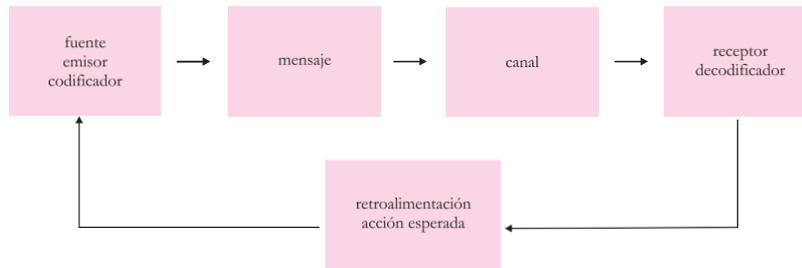 fuente
emisor
codificador
mensaje
canal
receptor
decodificador
retroalimentación
acción esperada